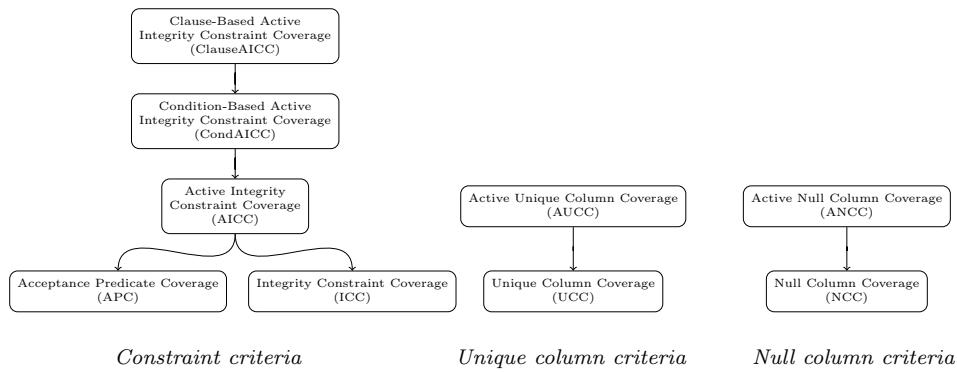 Clause-Based Active
Integrity Constraint Coverage
(ClauseAICC)
Condition-Based Active
Integrity Constraint Coverage
(CondAICC)
Active Integrity
Constraint Coverage
(AICC)
Active Unique Column Coverage
(AUCC)
Active Null Column Coverage
(ANCC)
Acceptance Predicate Coverage
(APC)
Integrity Constraint Coverage
(ICC)
Unique Column Coverage
(UCC)
Null Column Coverage
(NCC)
Constraint criteria
Unique column criteria
Null column criteria